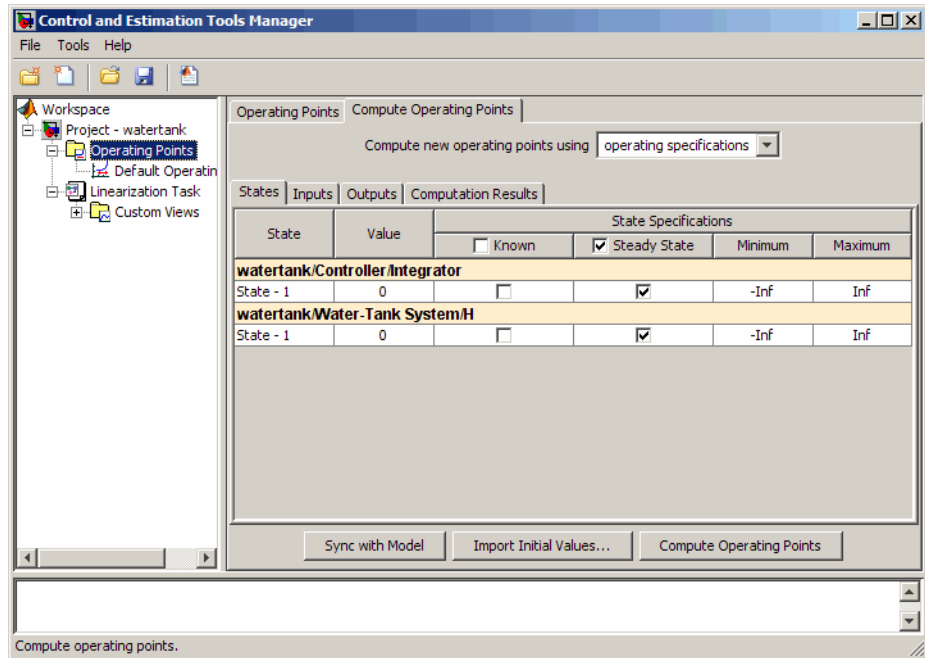 Control and Estimation Tools Manager
File Tools Help
Workspace
Project - watertank
Operating Points
Default Operatin
Linearization Task
Custom Views
Operating Points Compute Operating Points
Compute new operating points using operating specifications
States Inputs Outputs Computation Results
State Value State Specifications
Known Steady State Minimum Maximum
watertank/Controller/Integrator
State - 1 0 -Inf Inf
watertank/Water-Tank System/H
State - 1 0 -Inf Inf
Sync with Model Import Initial Values... Compute Operating Points
Compute operating points.